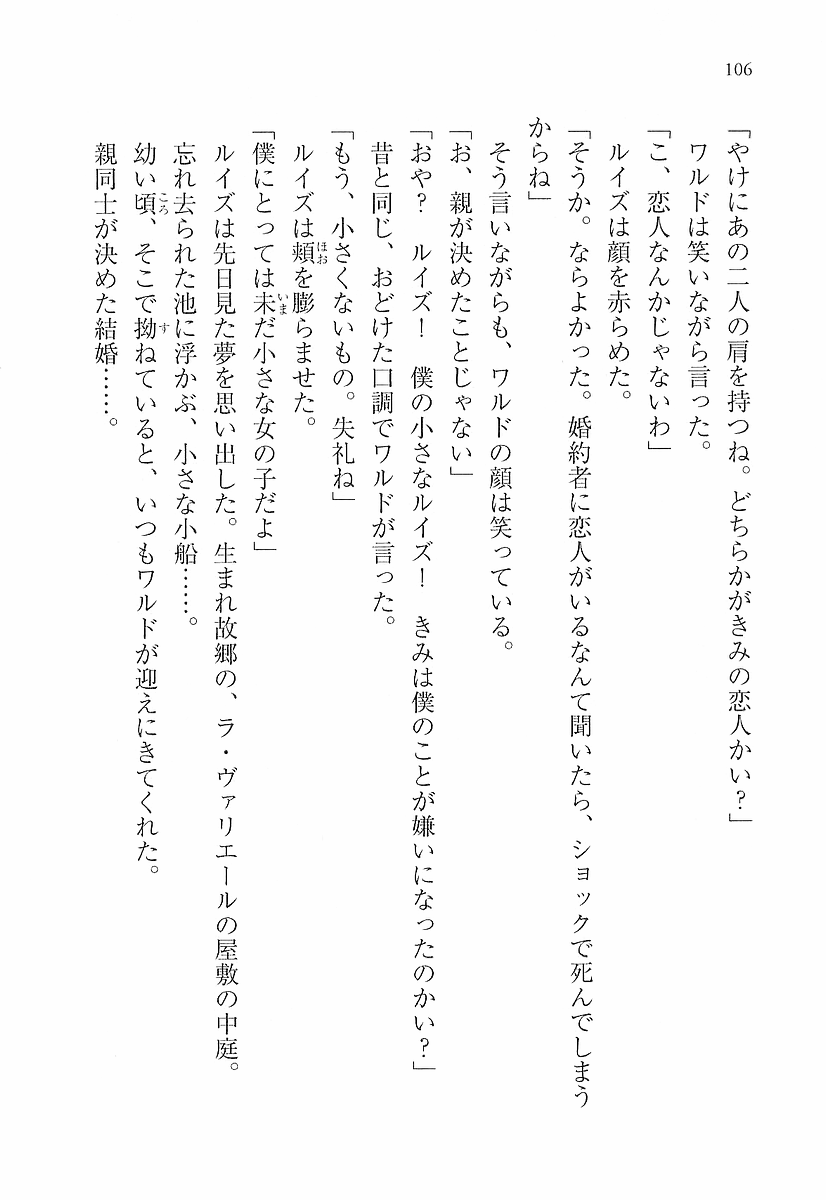 106
「やけにあの二人の肩を持つね。どちらかがきみの恋人かい？」
ワルドは笑いながら言った。
「こ、恋人なんかじゃないわ」
ルイズは顔を赤らめた。
「そうか。ならよかった。婚約者に恋人がいるなんて聞いたら、ショックで死んでしまう
からね」
そう言いながらも、ワルドの顔は笑っている。
「お、親が決めたことじゃない」
「おや？　ルイズ！　僕の小さなルイズ！　きみは僕のことが嫌いになったのかい？」
昔と同じ、おどけた口調でワルドが言った。
「もう、小さくないもの。失礼ね」
ルイズは頬を膨らませた。
「僕にとっては未だ小さな女の子だよ」
ルイズは先日見た夢を思い出した。生まれ故郷の、ラ・ヴァリエールの屋敷の中庭。
忘れ去られた池に浮かぶ、小さな小船……。
幼い頃、そこで拗ねていると、いつもワルドが迎えにきてくれた。
親同士が決めた結婚……。